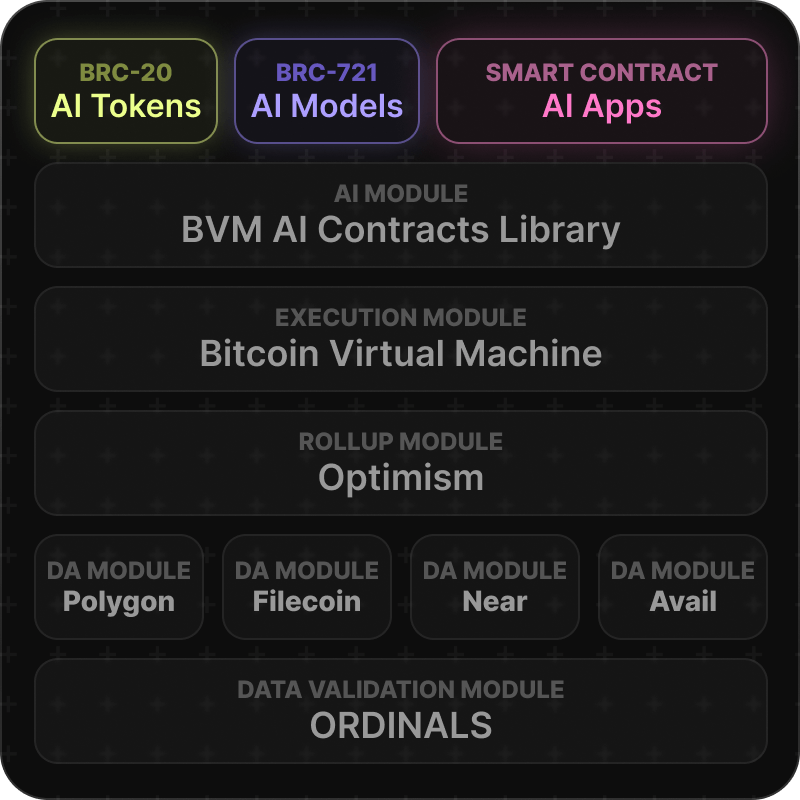 BRC-20
AI Tokens
BRC-721
AI Models
SMART CONTRACT
AI Apps
AI MODULE
BVM AI Contracts Library
EXECUTION MODULE
Bitcoin Virtual Machine
ROLLUP MODULE
Optimism
DA MODULE
Polygon
DA MODULE
Filecoin
DA MODULE
Near
DA MODULE
Avail
DATA VALIDATION MODULE
ORDINALS